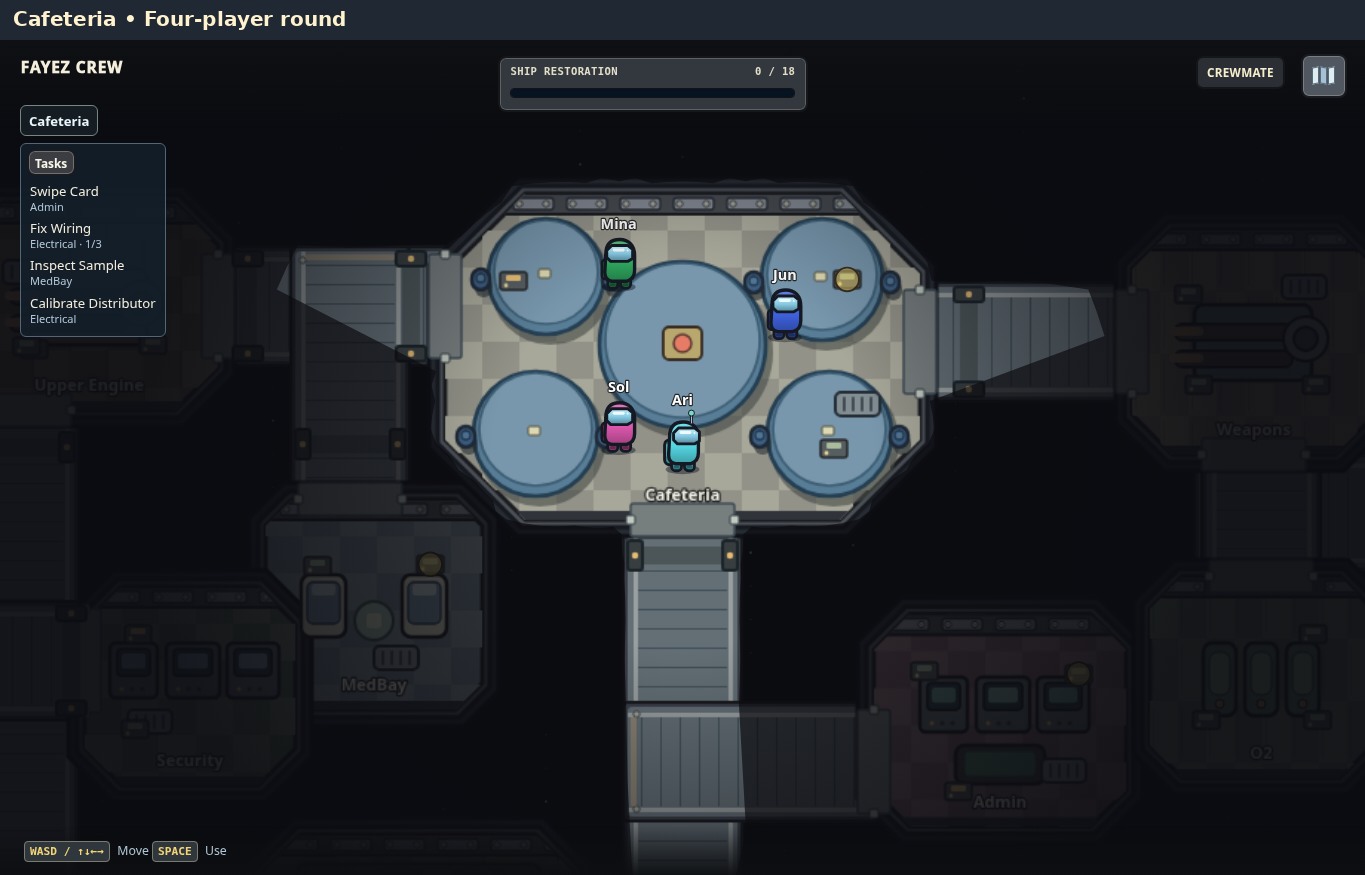 Cafeteria • Four-player round
FAYEZ CREW
SHIP RESTORATION 0 / 18
CREWMATE
Cafeteria
Tasks
Swipe Card
Admin
Fix Wiring
Electrical · 1/3
Inspect Sample
MedBay
Calibrate Distributor
Electrical
Mina
Jun
Sol
Ari
Cafeteria
Upper Engine
Weapons
MedBay
Security
O2
Admin
WASD / ↑↓←→ Move SPACE Use